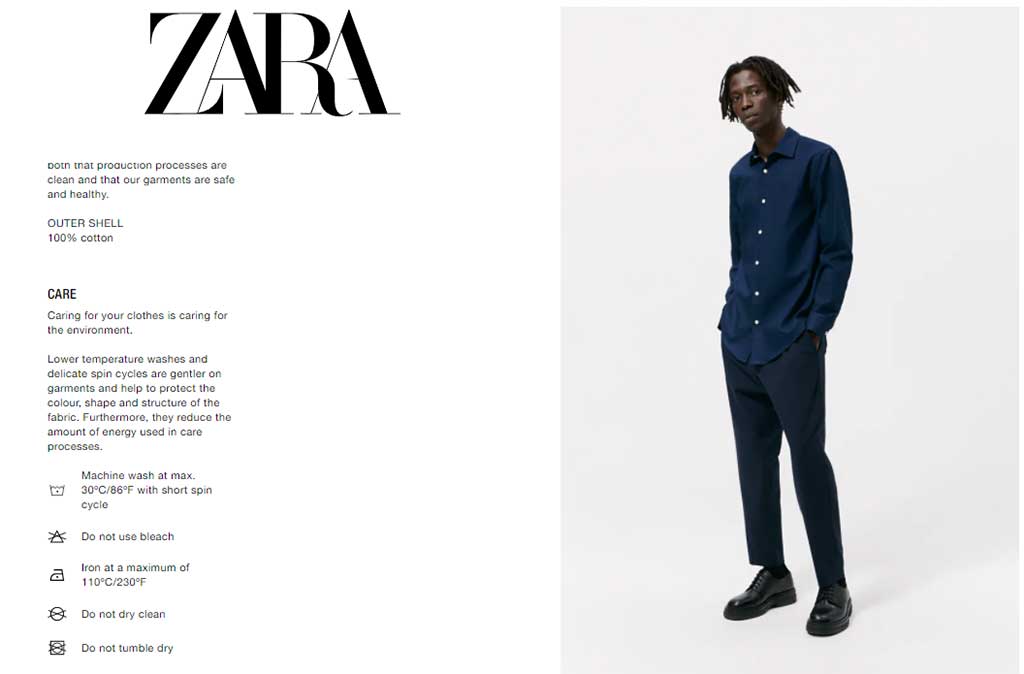 ZARA
both that production processes are
clean and that our garments are safe
and healthy.
OUTER SHELL
100% cotton
CARE
Caring for your clothes is caring for
the environment.
Lower temperature washes and
delicate spin cycles are gentler on
garments and help to protect the
colour, shape and structure of the
fabric. Furthermore, they reduce the
amount of energy used in care
processes.
Machine wash at max.
30ºC/86ºF with short spin
cycle
Do not use bleach
Iron at a maximum of
110ºC/230ºF
Do not dry clean
Do not tumble dry